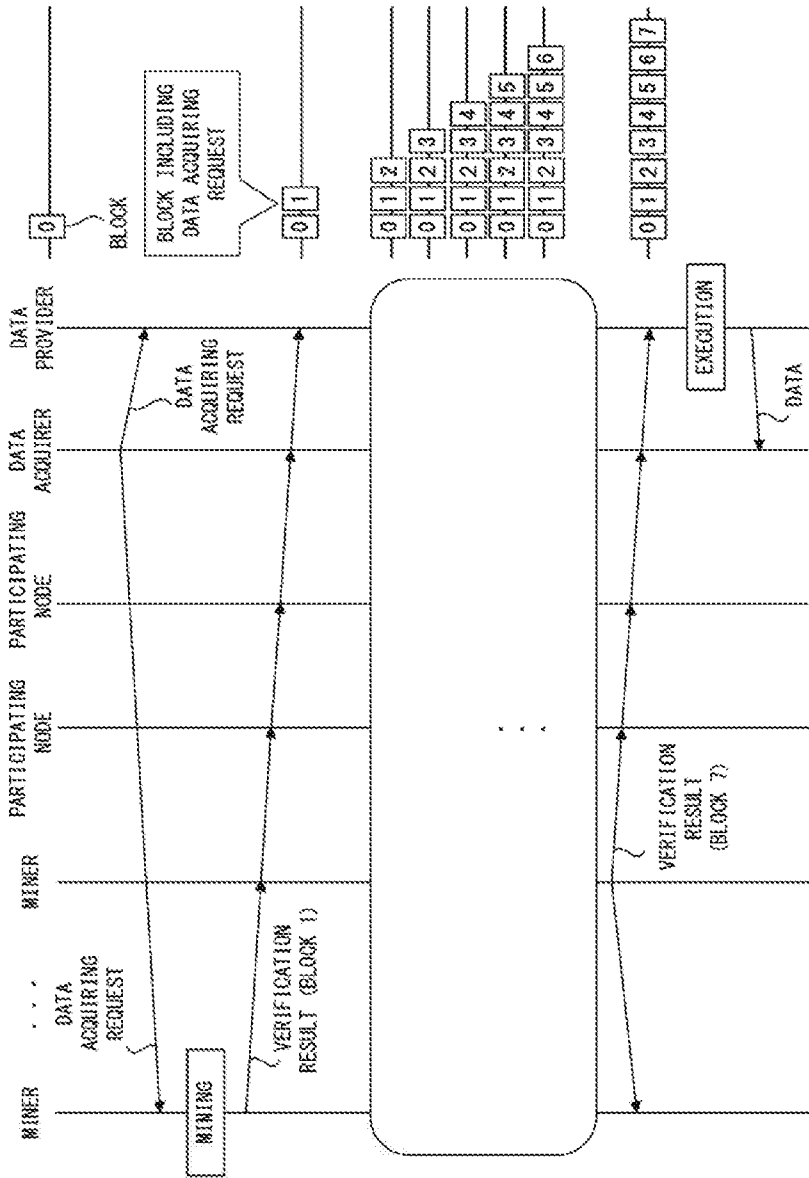 MINER
. . .
MINER
PARTICIPATING
NODE
PARTICIPATING
NODE
DATA
ACQUIRER
DATA
PROVIDER
0
BLOCK
DATA
ACQUIRING
REQUEST
DATA
ACQUIRING
REQUEST
MINING
BLOCK INCLUDING
DATA ACQUIRING
REQUEST
VERIFICATION
RESULT (BLOCK 1)
0 1
0 1 2
0 1 2 3
0 1 2 3 4
0 1 2 3 4 5
0 1 2 3 4 5 6
. . .
VERIFICATION
RESULT
(BLOCK 7)
0 1 2 3 4 5 6 7
EXECUTION
DATA